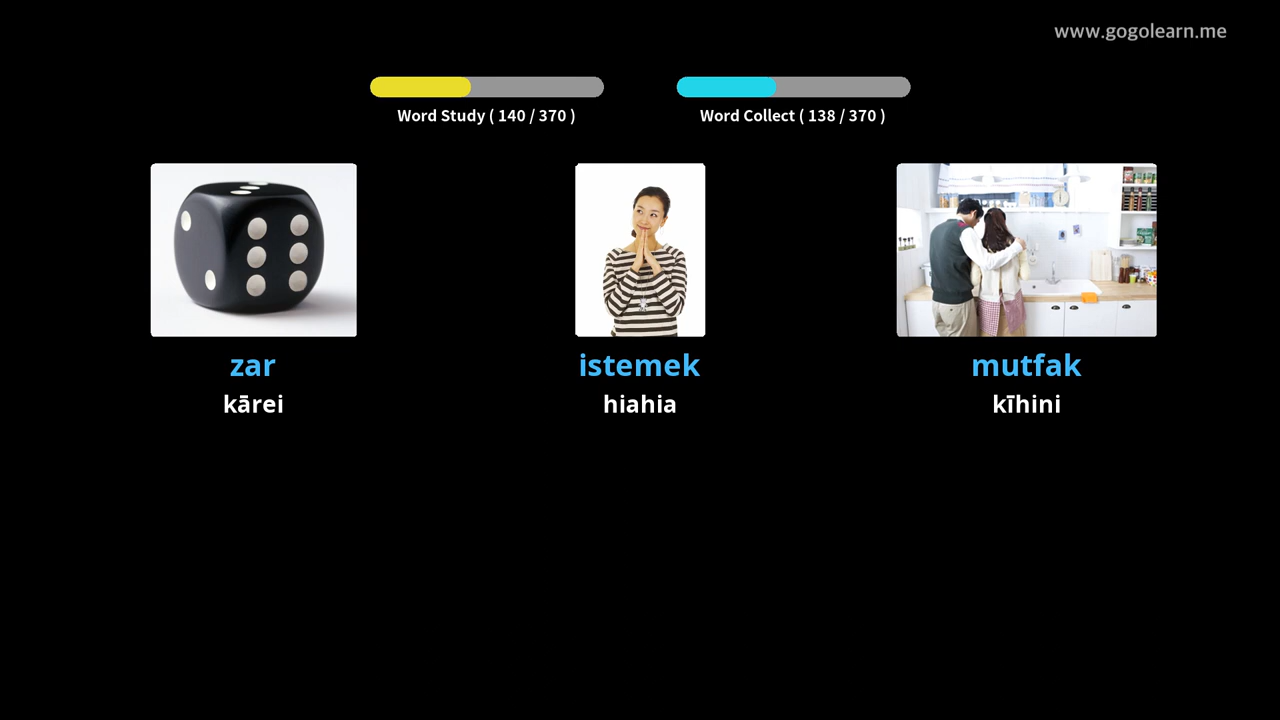 www.gogolearn.me
Word Study ( 140 / 370 )
Word Collect ( 138 / 370 )
zar
kārei
istemek
hiahia
mutfak
kīhini